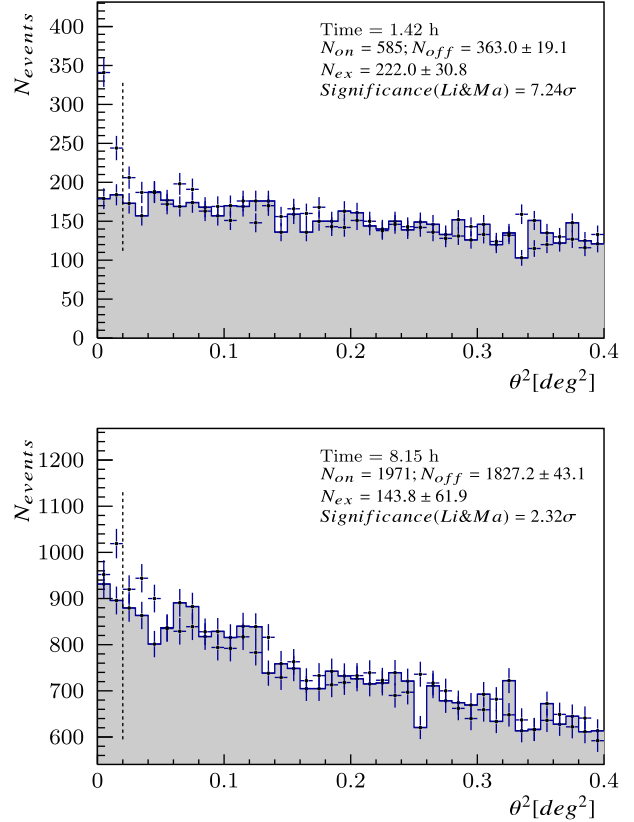 N_events
400
350
300
250
200
150
100
50
0
Time = 1.42 h
N_on = 585; N_off = 363.0 ± 19.1
N_ex = 222.0 ± 30.8
Significance(Li&Ma) = 7.24σ
0 0.1 0.2 0.3 0.4
θ²[deg²]
N_events
1200
1100
1000
900
800
700
600
Time = 8.15 h
N_on = 1971; N_off = 1827.2 ± 43.1
N_ex = 143.8 ± 61.9
Significance(Li&Ma) = 2.32σ
0 0.1 0.2 0.3 0.4
θ²[deg²]